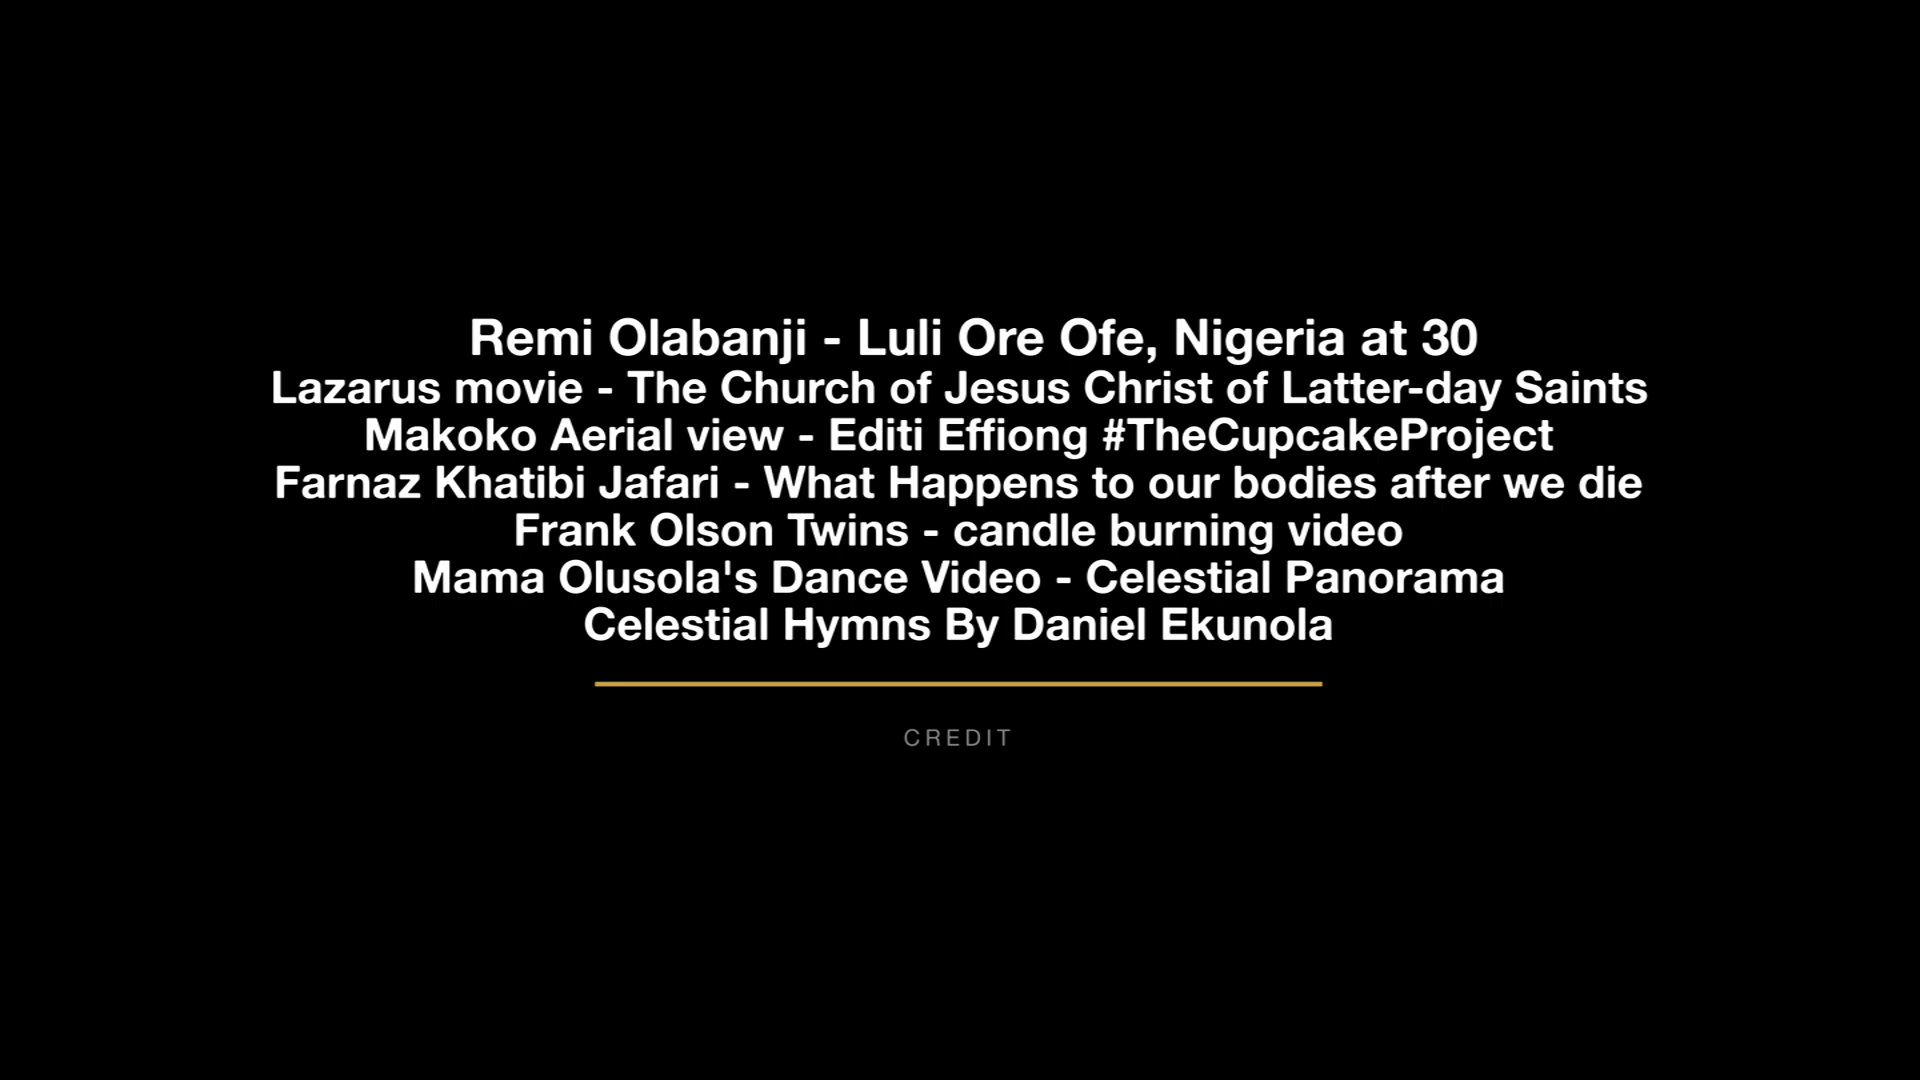 Remi Olabanji - Luli Ore Ofe, Nigeria at 30
Lazarus movie - The Church of Jesus Christ of Latter-day Saints
Makoko Aerial view - Editi Effiong #TheCupcakeProject
Farnaz Khatibi Jafari - What Happens to our bodies after we die
Frank Olson Twins - candle burning video
Mama Olusola's Dance Video - Celestial Panorama
Celestial Hymns By Daniel Ekunola
CREDIT